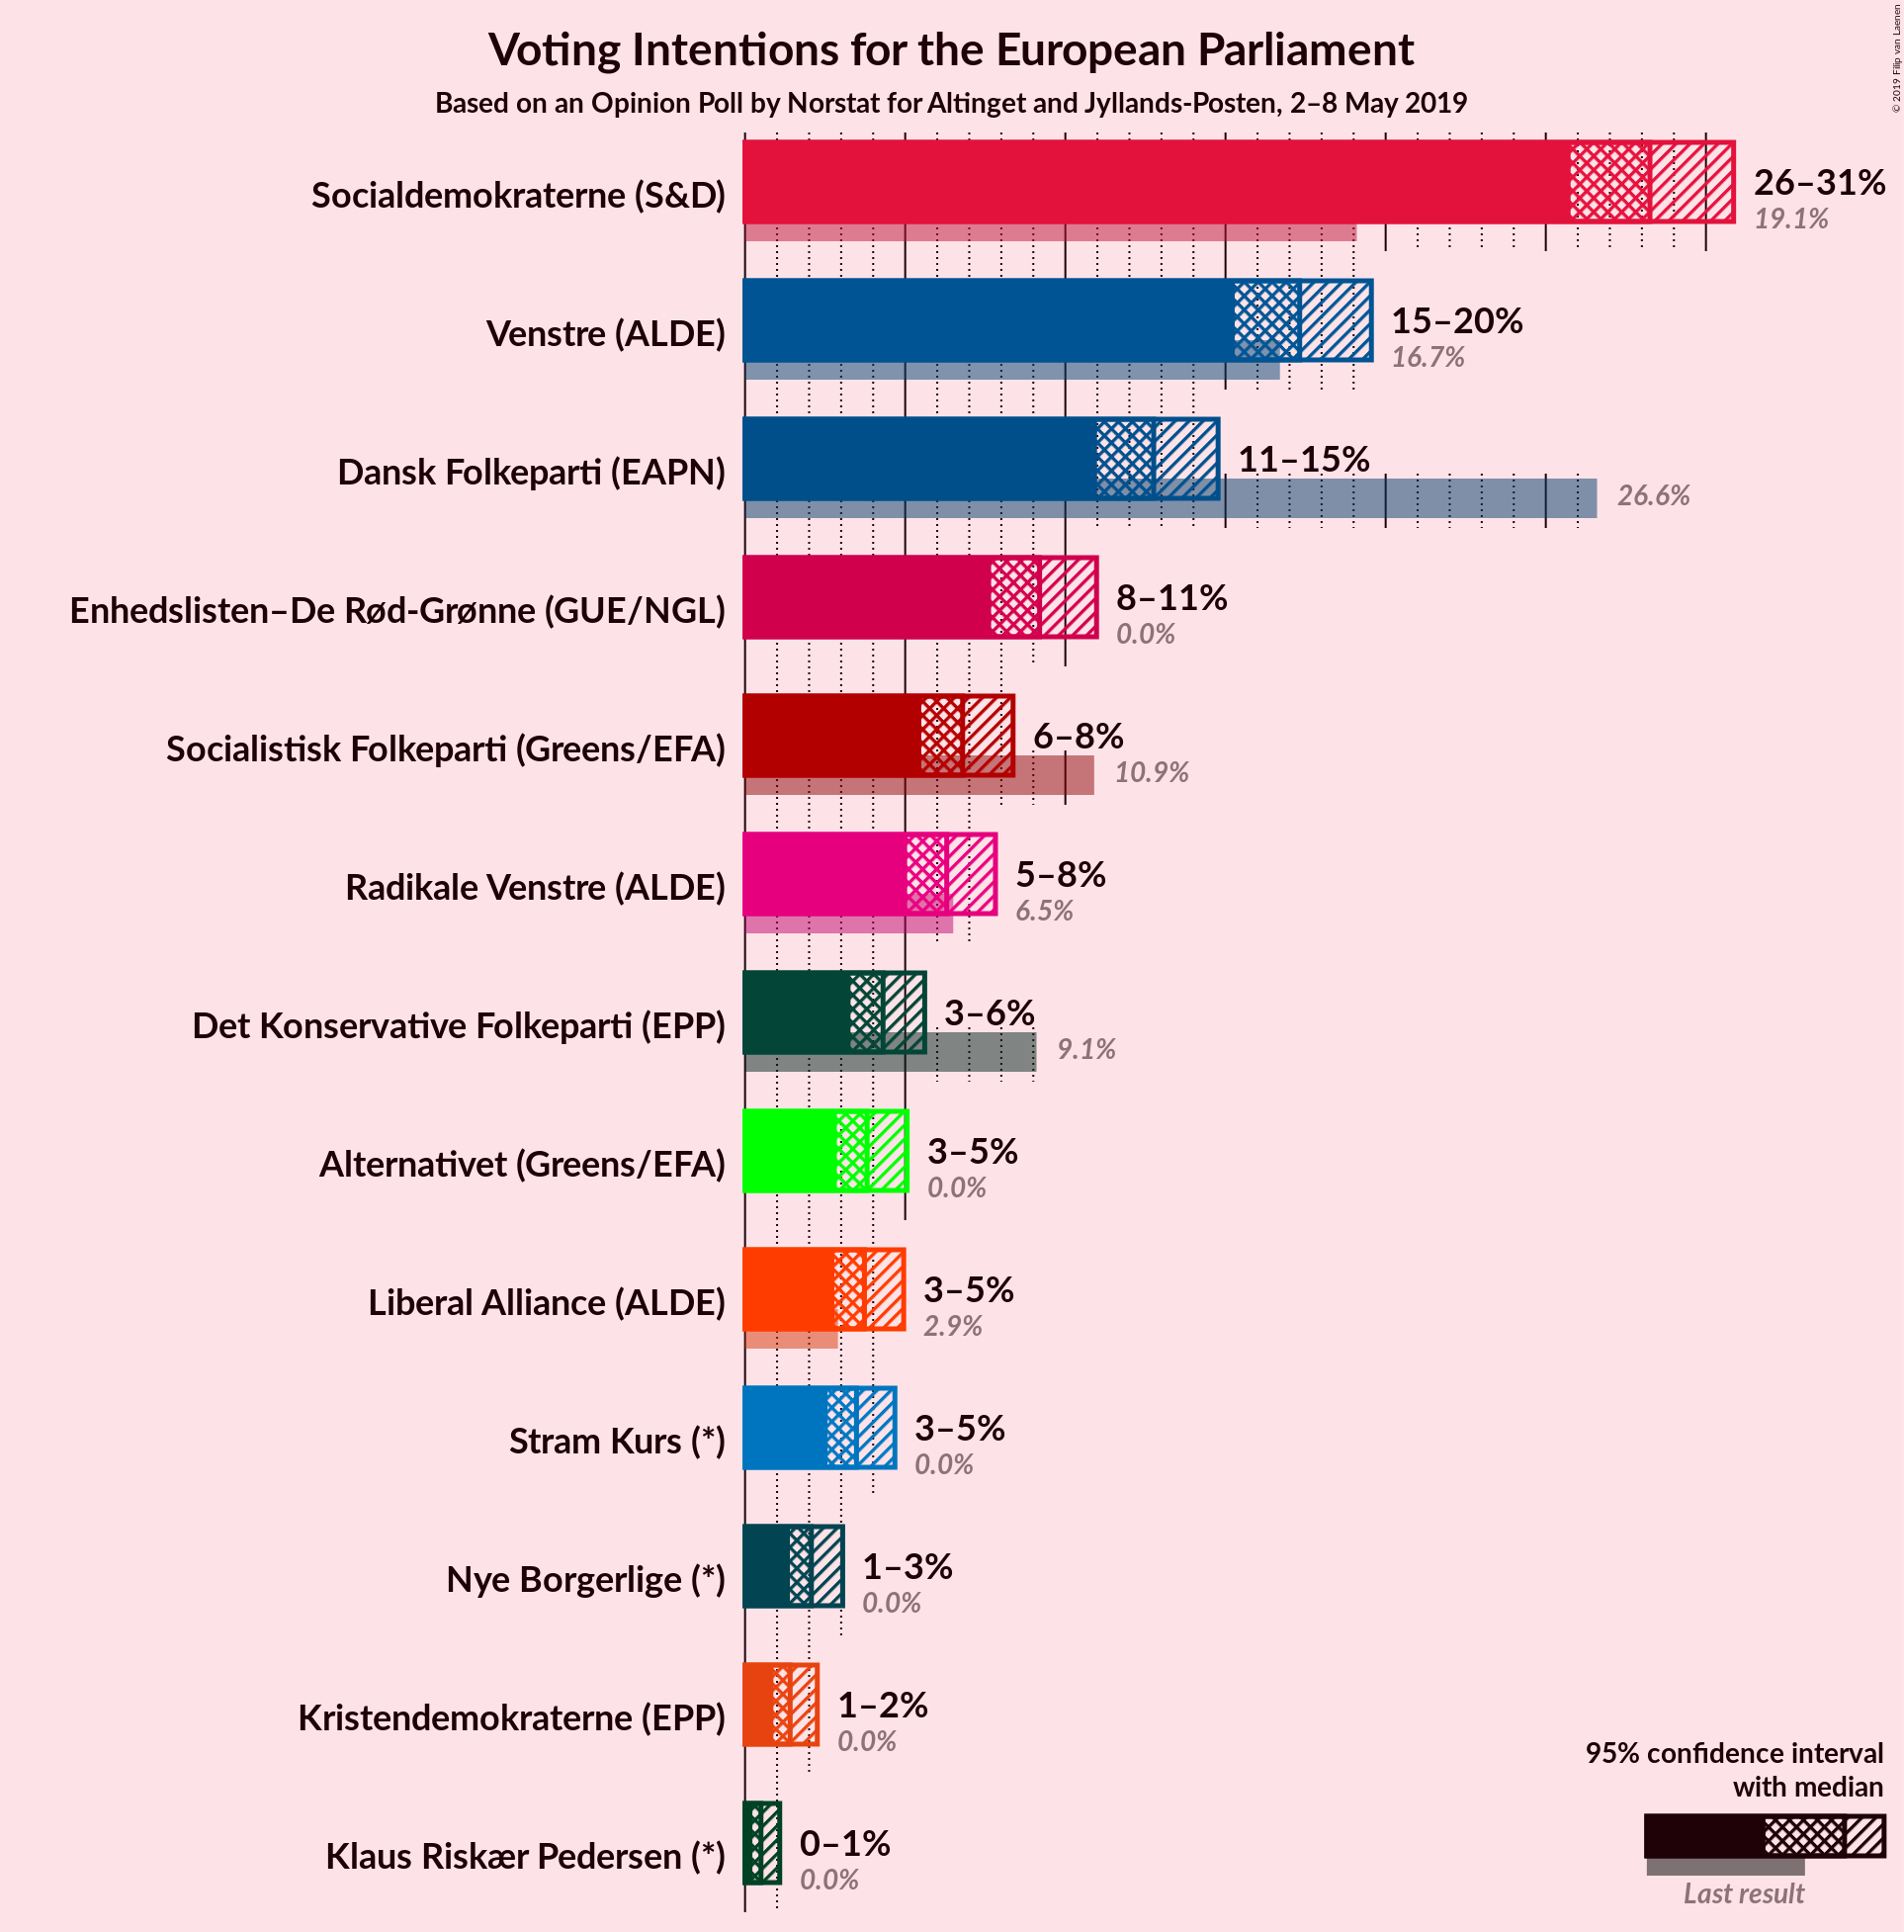 Voting Intentions for the European Parliament
Based on an Opinion Poll by Norstat for Altinget and Jyllands-Posten, 2–8 May 2019
© 2019 Filip van Laenen
Socialdemokraterne (S&D)
26–31%
19.1%
Venstre (ALDE)
15–20%
16.7%
Dansk Folkeparti (EAPN)
11–15%
26.6%
Enhedslisten–De Rød-Grønne (GUE/NGL)
8–11%
0.0%
Socialistisk Folkeparti (Greens/EFA)
6–8%
10.9%
Radikale Venstre (ALDE)
5–8%
6.5%
Det Konservative Folkeparti (EPP)
3–6%
9.1%
Alternativet (Greens/EFA)
3–5%
0.0%
Liberal Alliance (ALDE)
3–5%
2.9%
Stram Kurs (*)
3–5%
0.0%
Nye Borgerlige (*)
1–3%
0.0%
Kristendemokraterne (EPP)
1–2%
0.0%
Klaus Riskær Pedersen (*)
0–1%
0.0%
95% confidence interval
with median
Last result